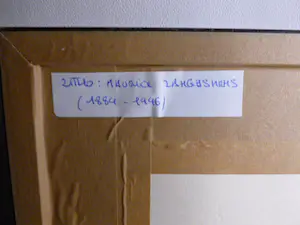 LITHO : MAURICE LANGASKENS
(1884 - 1946)